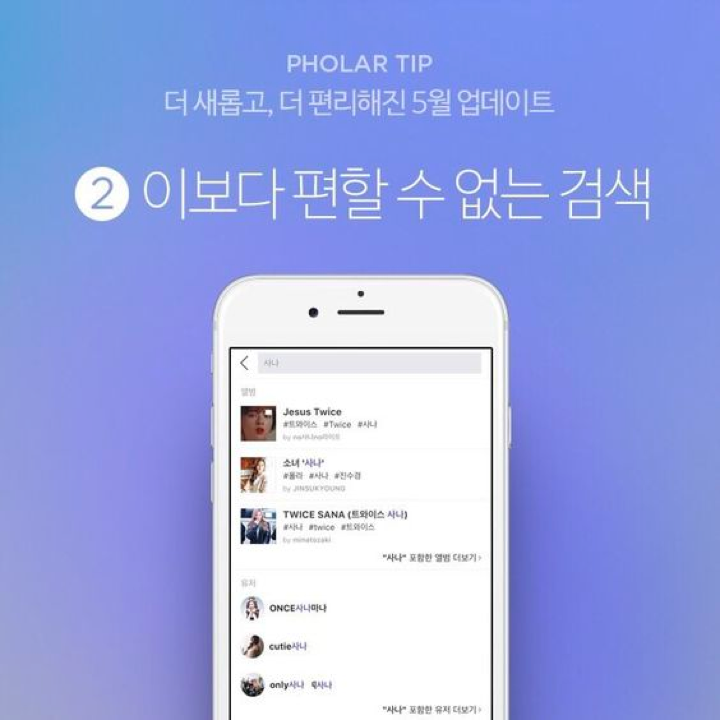 PHOLAR TIP
더 새롭고, 더 편리해진 5월 업데이트
2 이보다 편할 수 없는 검색
사나
앨범
Jesus Twice
#트와이스 #Twice #사나
소녀 '사나'
#폴라 #사나 #진수경
by JINSUKYOUNG
TWICE SANA (트와이스 사나)
#사나 #twice #트와이스
by minatozaki
"사나" 포함한 앨범 더보기 ›
유저
ONCE사나마나
cutie사나
only사나
"사나" 포함한 유저 더보기 ›